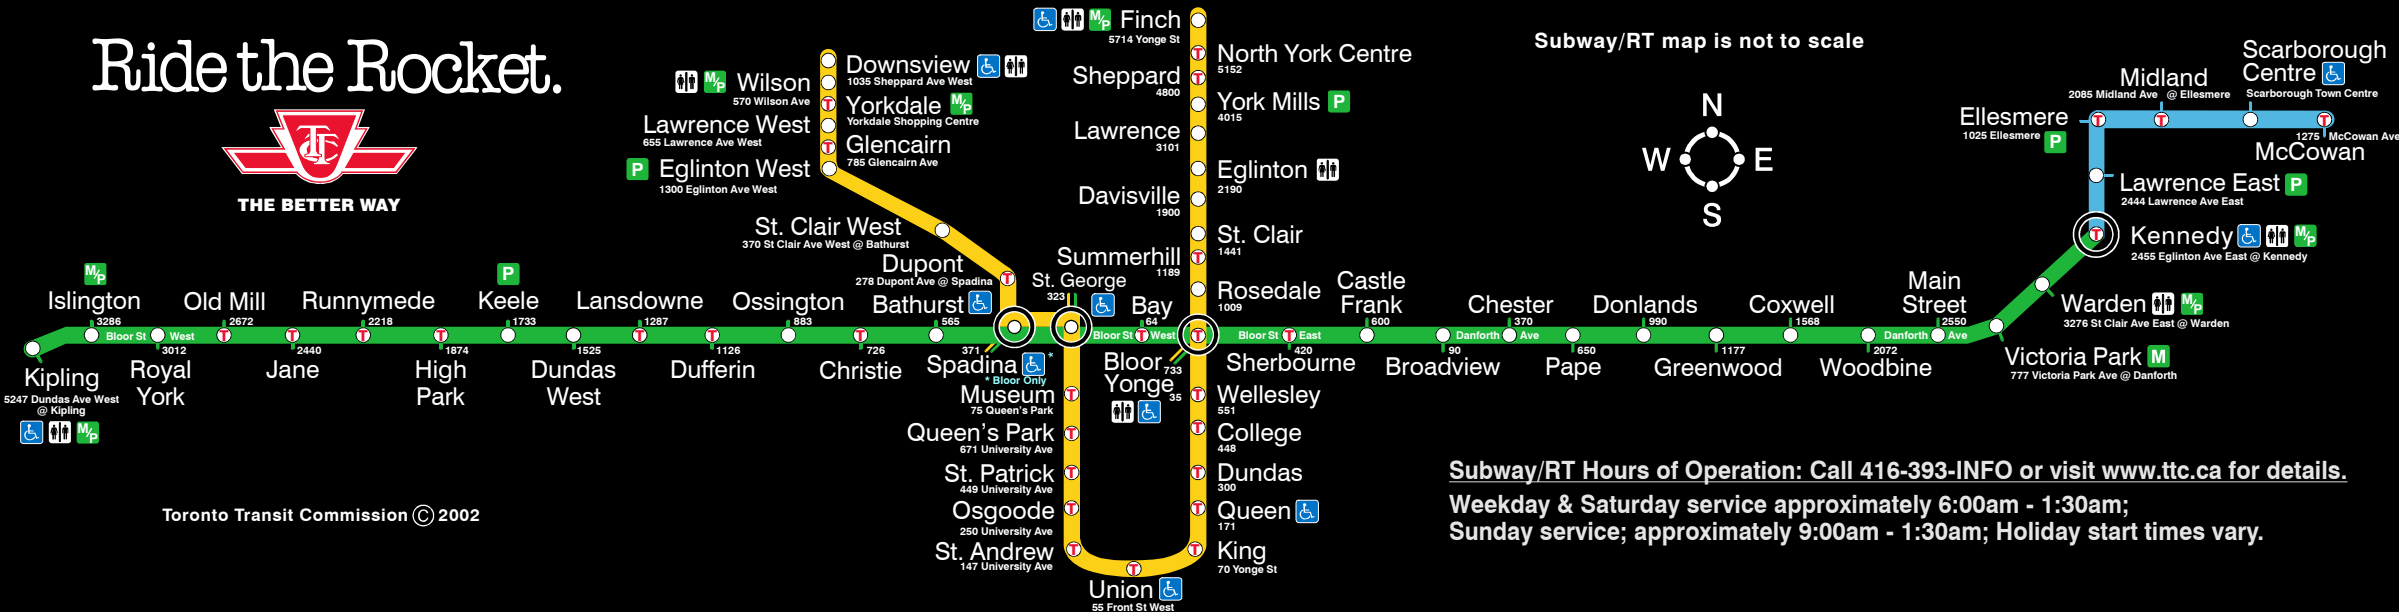 Ride the Rocket.
TTC
THE BETTER WAY
Toronto Transit Commission © 2002
Subway/RT map is not to scale
N
W E
S
Downsview
1035 Sheppard Ave West
M/P Wilson
570 Wilson Ave
Yorkdale M/P
Yorkdale Shopping Centre
Lawrence West
655 Lawrence Ave West
Glencairn
785 Glencairn Ave
P Eglinton West
1300 Eglinton Ave West
St. Clair West
370 St Clair Ave West @ Bathurst
Dupont
278 Dupont Ave @ Spadina
St. George
323
M/P Finch
5714 Yonge St
North York Centre
5152
Sheppard
4800
York Mills P
4015
Lawrence
3101
Eglinton
2190
Davisville
1900
St. Clair
1441
Summerhill
1189
Rosedale
1009
M/P
Islington
3286
Old Mill
2672
Runnymede
2218
P
Keele
1733
Lansdowne
1287
Ossington
883
Bathurst
565
Bay
64
Castle
Frank
600
Chester
370
Donlands
990
Coxwell
1568
Main
Street
2550
Bloor St West
Bloor St West
Bloor St East
Danforth Ave
Danforth Ave
Kipling
5247 Dundas Ave West
@ Kipling
M/P
3012
Royal
York
2440
Jane
1874
High
Park
1525
Dundas
West
1126
Dufferin
726
Christie
371
Spadina *
* Bloor Only
Bloor 733
Yonge
35
420
Sherbourne
90
Broadview
650
Pape
1177
Greenwood
2072
Woodbine
Victoria Park M
777 Victoria Park Ave @ Danforth
Warden M/P
3276 St Clair Ave East @ Warden
Kennedy M/P
2455 Eglinton Ave East @ Kennedy
Lawrence East P
2444 Lawrence Ave East
Ellesmere
1025 Ellesmere
P
Midland
2085 Midland Ave @ Ellesmere
Scarborough
Centre
Scarborough Town Centre
1275 McCowan Ave
McCowan
Museum
75 Queen's Park
Queen's Park
671 University Ave
St. Patrick
449 University Ave
Osgoode
250 University Ave
St. Andrew
147 University Ave
Union
55 Front St West
Wellesley
551
College
448
Dundas
300
Queen
171
King
70 Yonge St
Subway/RT Hours of Operation: Call 416-393-INFO or visit www.ttc.ca for details.
Weekday & Saturday service approximately 6:00am - 1:30am;
Sunday service; approximately 9:00am - 1:30am; Holiday start times vary.